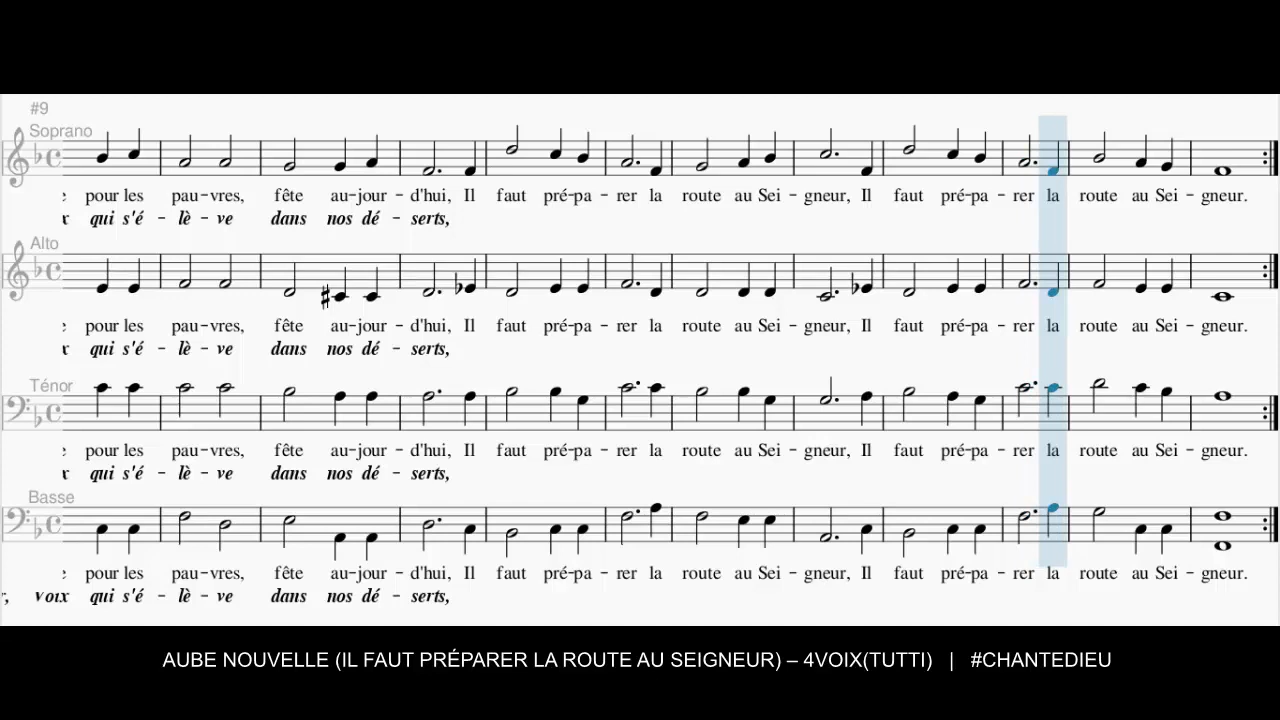 #9
Soprano
pour les pau-vres, fête au-jour-d'hui, Il faut pré-pa-rer la route au Sei-gneur, Il faut pré-pa-rer la route au Sei-gneur.
qui s'é-lè-ve dans nos dé-serts,
Alto
pour les pau-vres, fête au-jour-d'hui, Il faut pré-pa-rer la route au Sei-gneur, Il faut pré-pa-rer la route au Sei-gneur.
qui s'é-lè-ve dans nos dé-serts,
Ténor
pour les pau-vres, fête au-jour-d'hui, Il faut pré-pa-rer la route au Sei-gneur, Il faut pré-pa-rer la route au Sei-gneur.
qui s'é-lè-ve dans nos dé-serts,
Basse
pour les pau-vres, fête au-jour-d'hui, Il faut pré-pa-rer la route au Sei-gneur, Il faut pré-pa-rer la route au Sei-gneur.
voix qui s'é-lè-ve dans nos dé-serts,
AUBE NOUVELLE (IL FAUT PRÉPARER LA ROUTE AU SEIGNEUR) – 4VOIX(TUTTI) | #CHANTEDIEU